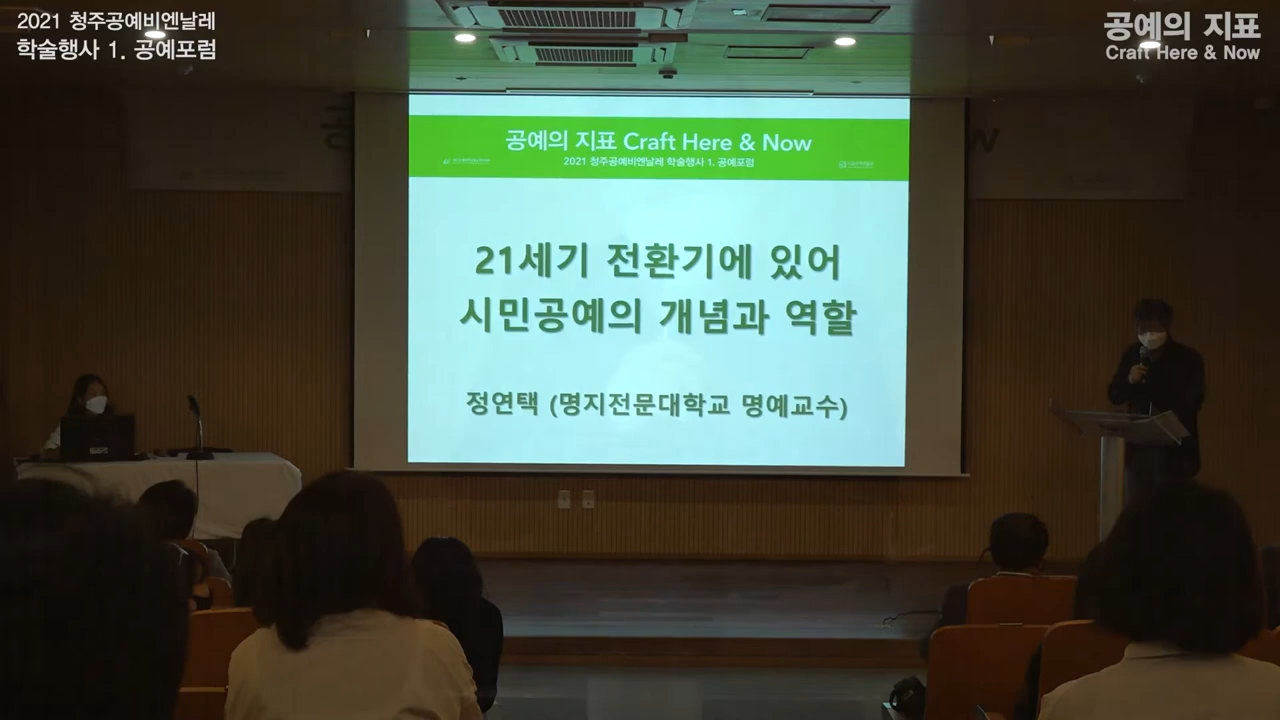 2021 청주공예비엔날레
학술행사 1. 공예포럼
공예의 지표
Craft Here & Now
공예의 지표 Craft Here & Now
2021 청주공예비엔날레 학술행사 1. 공예포럼
21세기 전환기에 있어
시민공예의 개념과 역할
정연택 (명지전문대학교 명예교수)